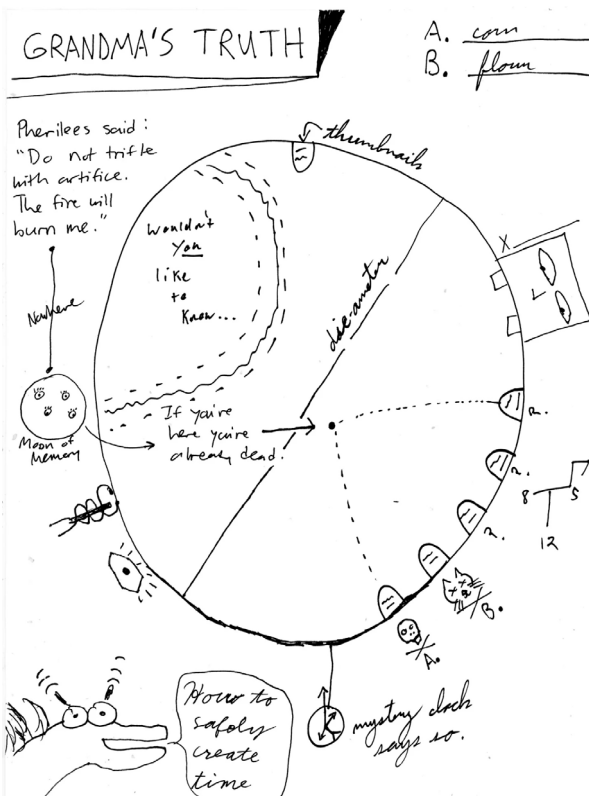 GRANDMA'S TRUTH
A. corn
B. flour
Pherilees said:
"Do not trifle
with artifice.
The fire will
burn me."
thumbnails
wouldn't
you
like
to
know...
die-ameter
X
L
Nowhere
Moon of
Memory
If you're
here you're
already dead.
r.
r.
r.
8
5
12
B.
A.
How to
safely
create
time
mystery clock
says so.